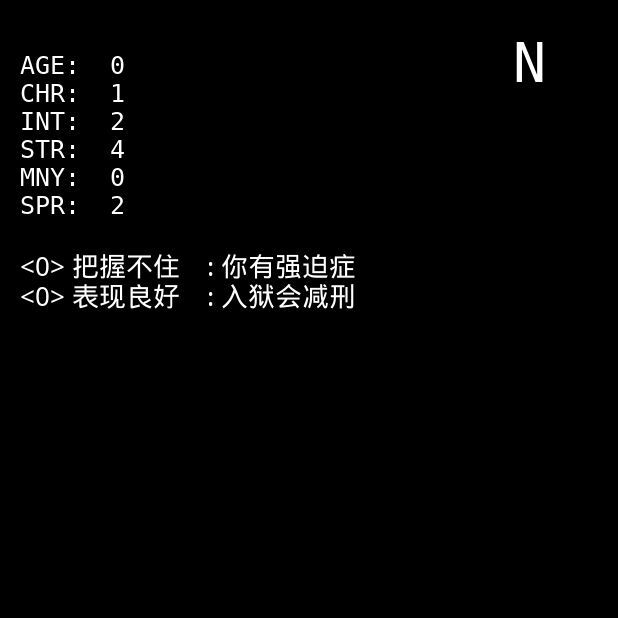 N
AGE: 0
CHR: 1
INT: 2
STR: 4
MNY: 0
SPR: 2
<O> 把握不住 :你有强迫症
<O> 表现良好 :入狱会减刑